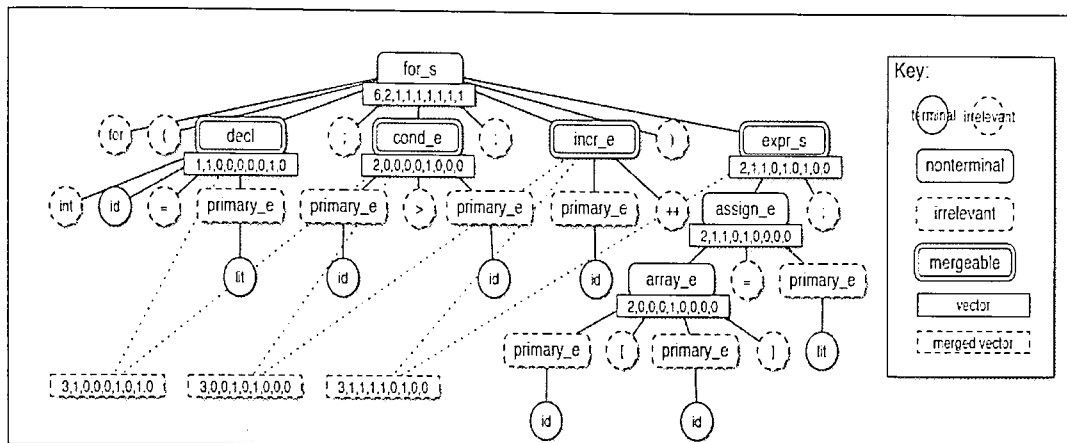 for_s
6,2,1,1,1,1,1,1,1
Key:
terminal
irrelevant
nonterminal
irrelevant
mergeable
vector
merged vector
for
(
decl
;
cond_e
;
incr_e
)
expr_s
1,1,0,0,0,0,0,1,0
2,0,0,0,0,1,0,0,0
2,1,1,0,1,0,1,0,0
int
id
=
primary_e
primary_e
>
primary_e
primary_e
++
assign_e
;
2,1,1,0,1,0,0,0,0
lit
id
id
id
array_e
=
primary_e
2,0,0,0,1,0,0,0,0
primary_e
[
primary_e
]
lit
3,1,0,0,0,1,0,1,0
3,0,0,1,0,1,0,0,0
3,1,1,1,1,0,1,0,0
id
id